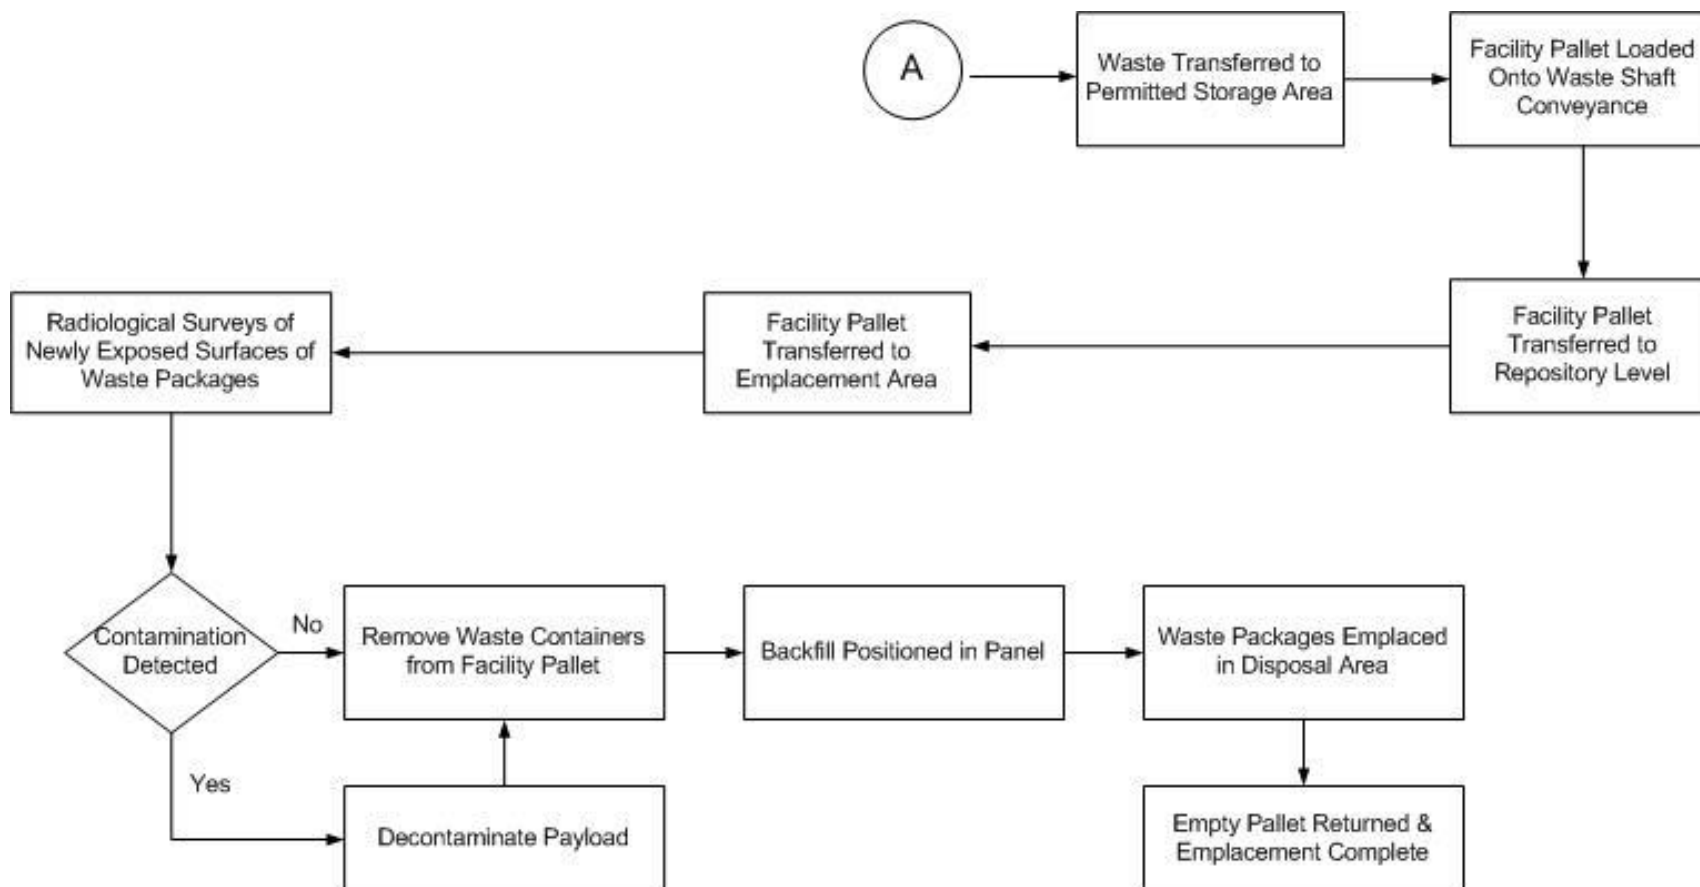 A
Waste Transferred to
Permitted Storage Area
Facility Pallet Loaded
Onto Waste Shaft
Conveyance
Facility Pallet
Transferred to
Repository Level
Facility Pallet
Transferred to
Emplacement Area
Radiological Surveys of
Newly Exposed Surfaces of
Waste Packages
Contamination
Detected
No
Remove Waste Containers
from Facility Pallet
Backfill Positioned in Panel
Waste Packages Emplaced
in Disposal Area
Yes
Decontaminate Payload
Empty Pallet Returned &
Emplacement Complete